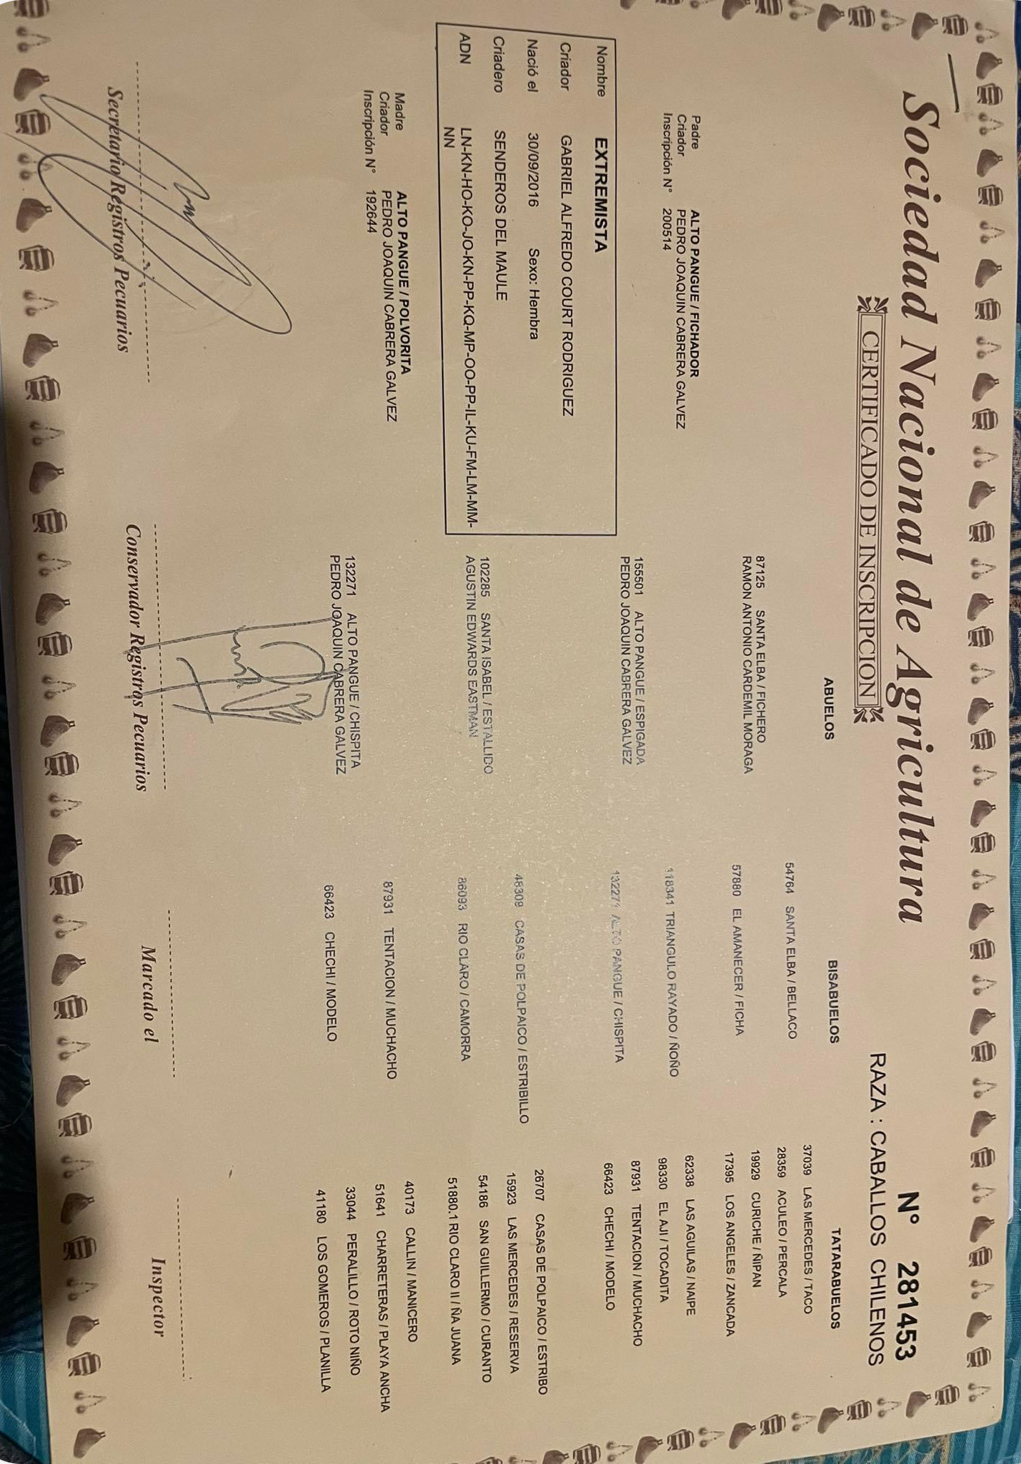 Sociedad Nacional de Agricultura
CERTIFICADO DE INSCRIPCION
N° 281453
RAZA : CABALLOS CHILENOS
Padre ALTO PANGUE / FICHADOR
Criador PEDRO JOAQUIN CABRERA GALVEZ
Inscripción N° 200514
Nombre EXTREMISTA
Criador GABRIEL ALFREDO COURT RODRIGUEZ
Nació el 30/09/2016 Sexo: Hembra
Criadero SENDEROS DEL MAULE
ADN LN-KN-HO-KO-JO-KN-PP-KQ-MP-OO-PP-IL-KU-FM-LM-MM-
NN
Madre ALTO PANGUE / POLVORITA
Criador PEDRO JOAQUIN CABRERA GALVEZ
Inscripción N° 192644
ABUELOS
87125 SANTA ELBA / FICHERO
RAMON ANTONIO CARDEMIL MORAGA
155501 ALTO PANGUE / ESPIGADA
PEDRO JOAQUIN CABRERA GALVEZ
102285 SANTA ISABEL / ESTALLIDO
AGUSTIN EDWARDS EASTMAN
132271 ALTO PANGUE / CHISPITA
PEDRO JOAQUIN CABRERA GALVEZ
BISABUELOS
54764 SANTA ELBA / BELLACO
57880 EL AMANECER / FICHA
118341 TRIANGULO RAYADO / ÑOÑO
132271 ALTO PANGUE / CHISPITA
48309 CASAS DE POLPAICO / ESTRIBILLO
86093 RIO CLARO / CAMORRA
87931 TENTACION / MUCHACHO
66423 CHECHI / MODELO
TATARABUELOS
37039 LAS MERCEDES / TACO
28359 ACULEO / PERCALA
19929 CURICHE / ÑIPAN
17395 LOS ANGELES / ZANCADA
62338 LAS AGUILAS / NAIPE
98330 EL AJI / TOCADITA
87931 TENTACION / MUCHACHO
66423 CHECHI / MODELO
26707 CASAS DE POLPAICO / ESTRIBO
15923 LAS MERCEDES / RESERVA
54186 SAN GUILLERMO / CURANTO
51880.1 RIO CLARO II / ÑA JUANA
40173 CALLIN / MANICERO
51641 CHARRETERAS / PLAYA ANCHA
33044 PERALILLO / ROTO NIÑO
41180 LOS GOMEROS / PLANILLA
Secretario Registros Pecuarios
Conservador Registros Pecuarios
Marcado el
Inspector